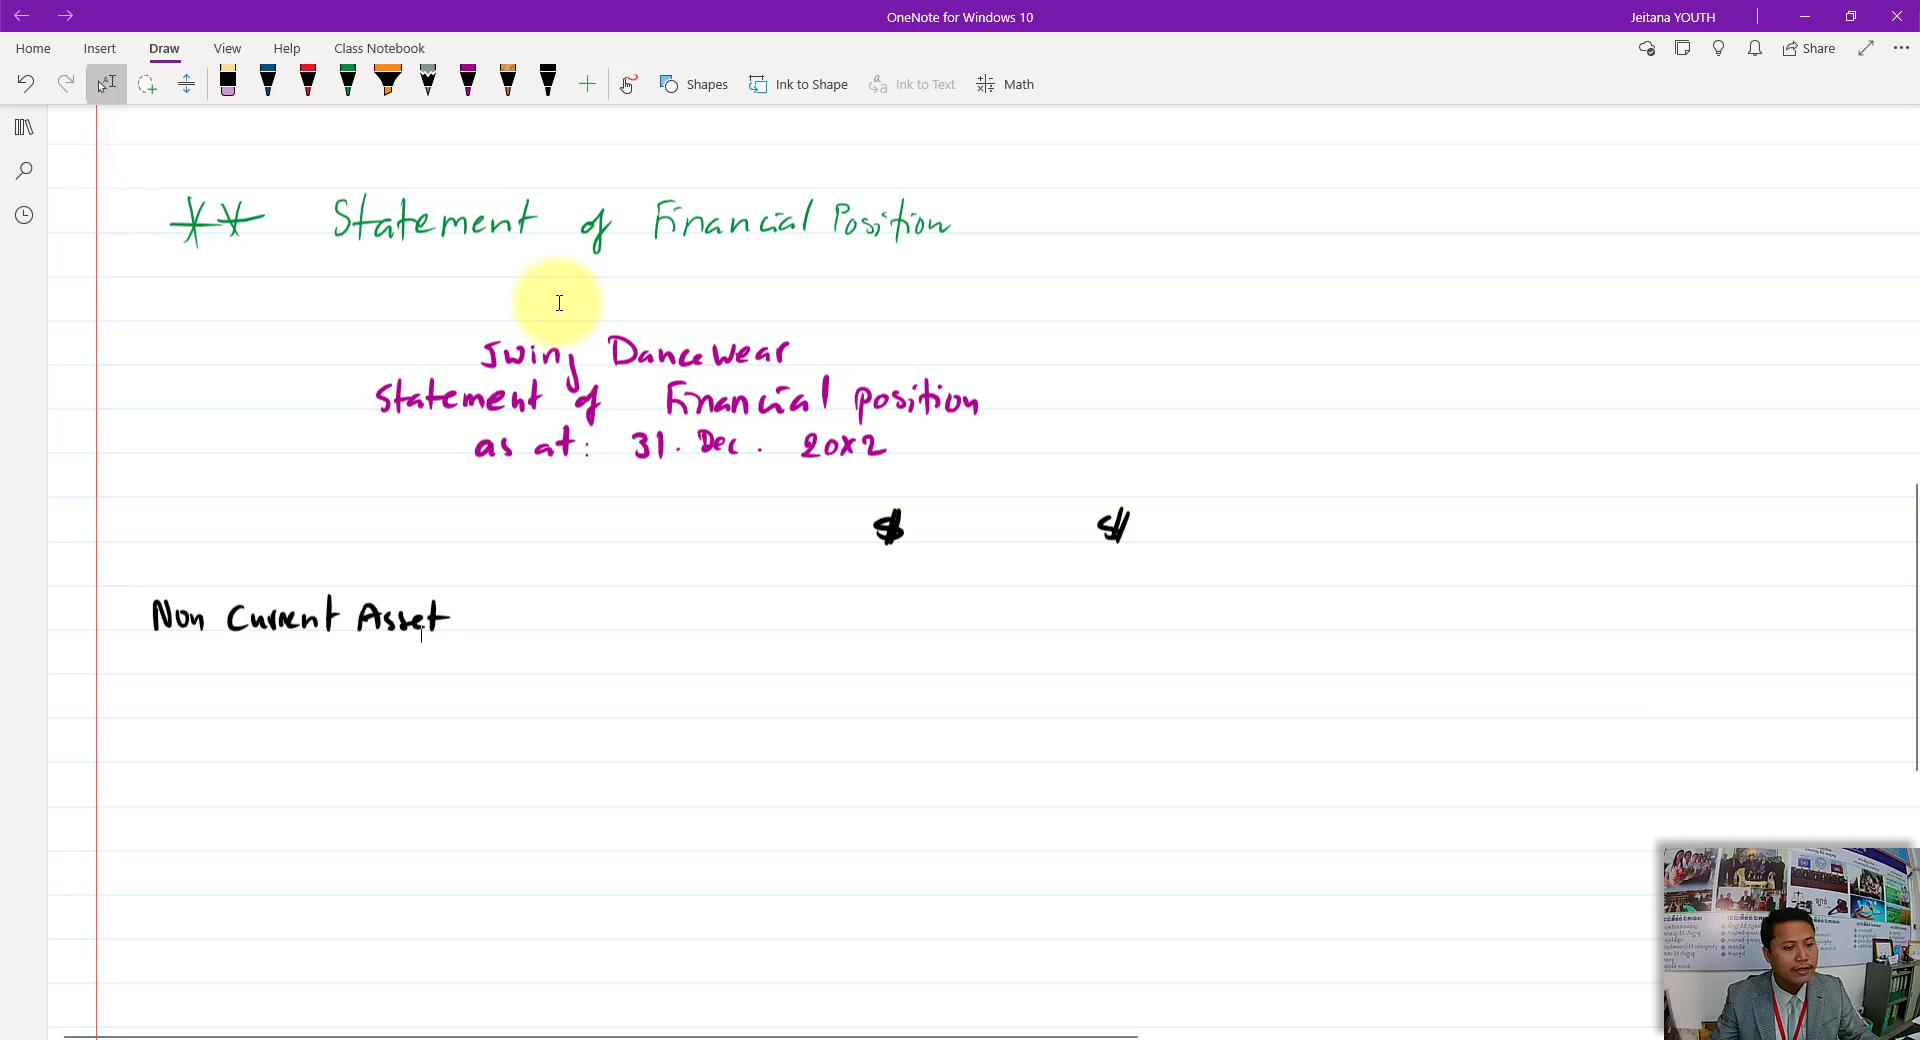 OneNote for Windows 10
Jeitana YOUTH
Home Insert Draw View Help Class Notebook
Share
Shapes Ink to Shape Ink to Text Math
** Statement of Financial Position
Swing DanceWear
Statement of Financial position
as at: 31. Dec. 20x2
$ $
Non Current Asset